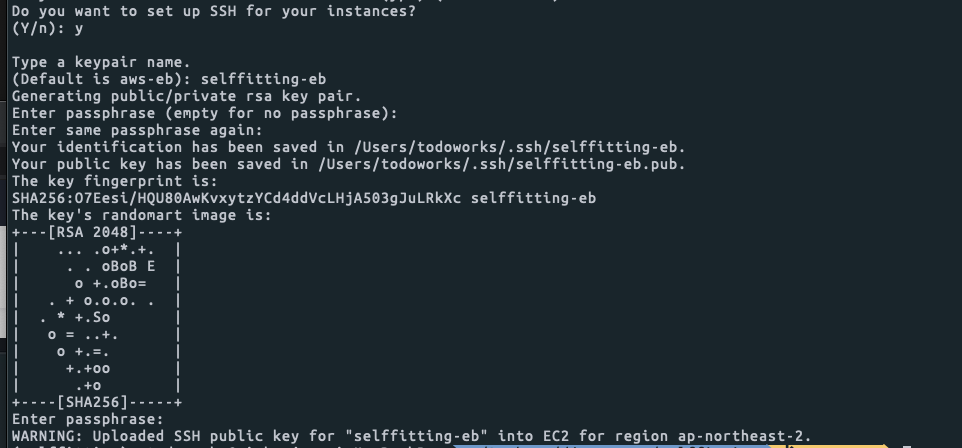 Do you want to set up SSH for your instances?
(Y/n): y
Type a keypair name.
(Default is aws-eb): selffitting-eb
Generating public/private rsa key pair.
Enter passphrase (empty for no passphrase):
Enter same passphrase again:
Your identification has been saved in /Users/todoworks/.ssh/selffitting-eb.
Your public key has been saved in /Users/todoworks/.ssh/selffitting-eb.pub.
The key fingerprint is:
SHA256:O7Eesi/HQU80AwKvxytzYCd4ddVcLHjA503gJuLRkXc selffitting-eb
The key's randomart image is:
+---[RSA 2048]----+
|    ... .o+*.+.  |
|     . . oBoB E  |
|      o +.oBo=   |
|   . + o.o.o. .  |
|  . * +.So       |
|   o = ..+.      |
|    o +.=.       |
|     +.+oo       |
|      .+o        |
+----[SHA256]-----+
Enter passphrase:
WARNING: Uploaded SSH public key for "selffitting-eb" into EC2 for region ap-northeast-2.